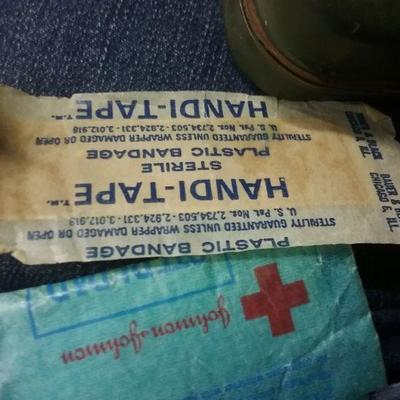 Johnson & Johnson
STERI-PAD
PLASTIC BANDAGE
STERILITY GUARANTEED UNLESS WRAPPER DAMAGED OR OPEN
U.S. Pat. Nos. 2,734,503 - 2,924,331 - 3,012,918
HANDI-TAPE T.M.
STERILE
PLASTIC BANDAGE
STERILITY GUARANTEED UNLESS WRAPPER DAMAGED OR OPEN
U.S. Pat. Nos. 2,734,503 - 2,924,331 - 3,012,918
HANDI-TAPE T.M.